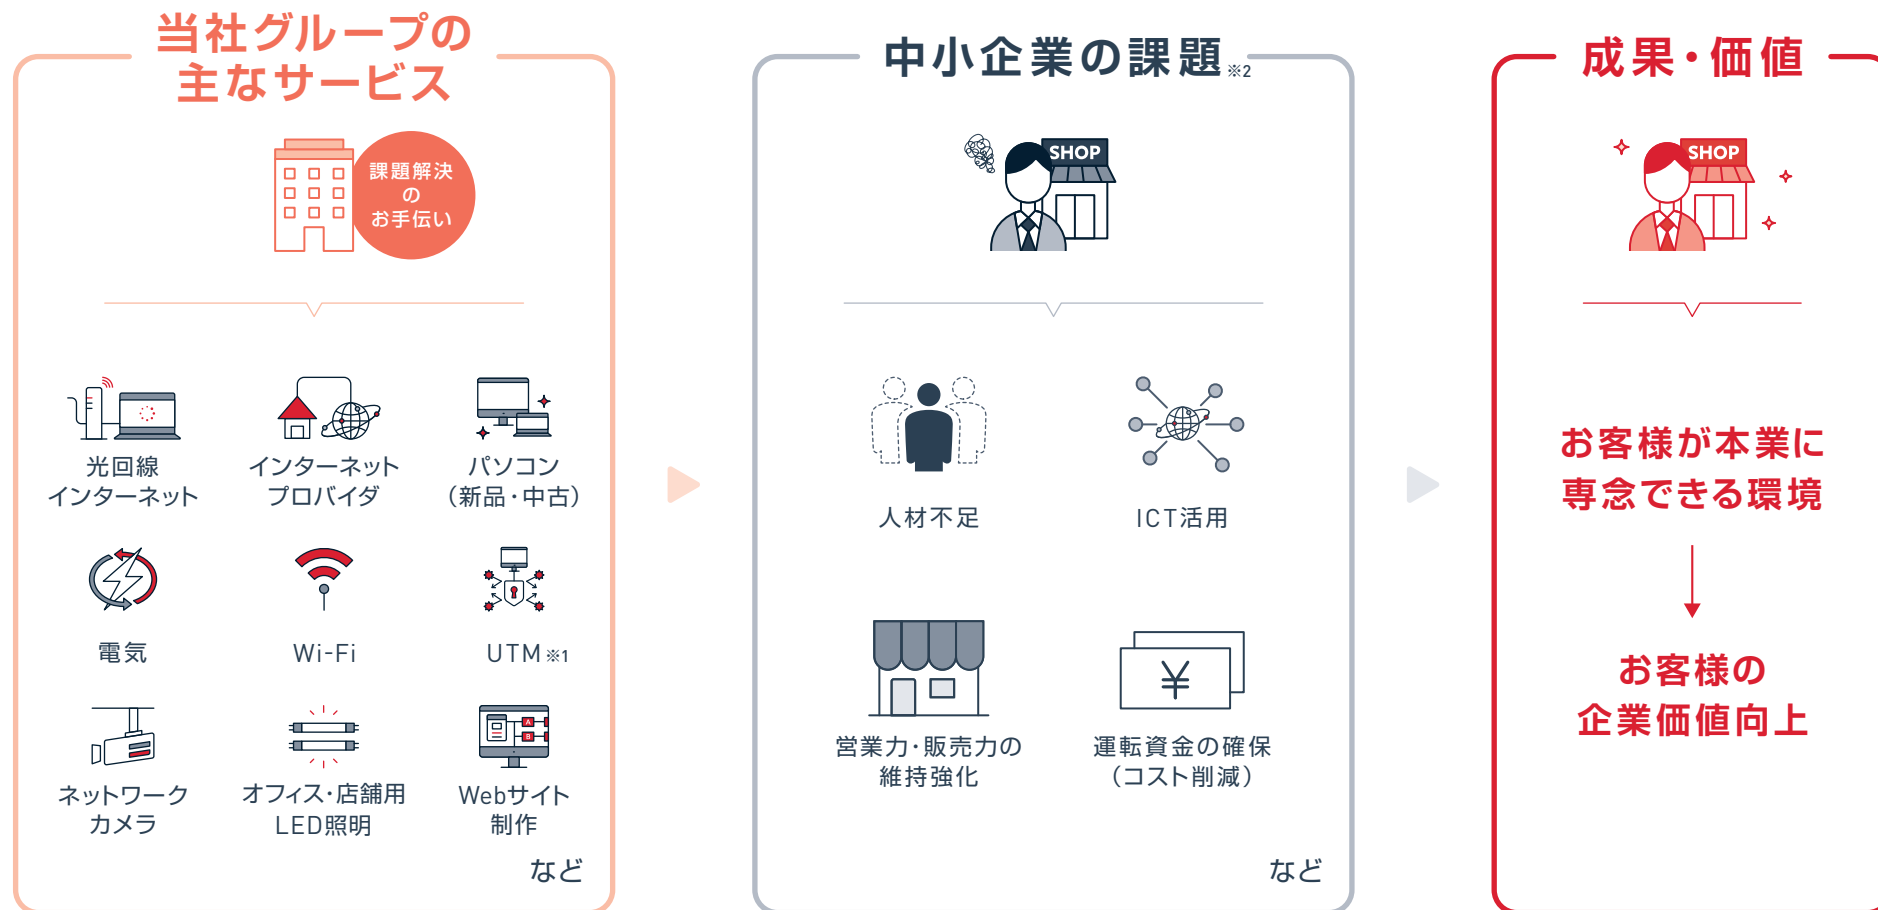 当社グループの
主なサービス
課題解決
の
お手伝い
光回線
インターネット
インターネット
プロバイダ
パソコン
（新品・中古）
電気
Wi-Fi
UTM※1
ネットワーク
カメラ
オフィス・店舗用
LED照明
Webサイト
制作
A
B
など
中小企業の課題※2
SHOP
人材不足
ICT活用
営業力・販売力の
維持強化
¥
運転資金の確保
（コスト削減）
など
成果・価値
SHOP
お客様が本業に
専念できる環境
お客様の
企業価値向上